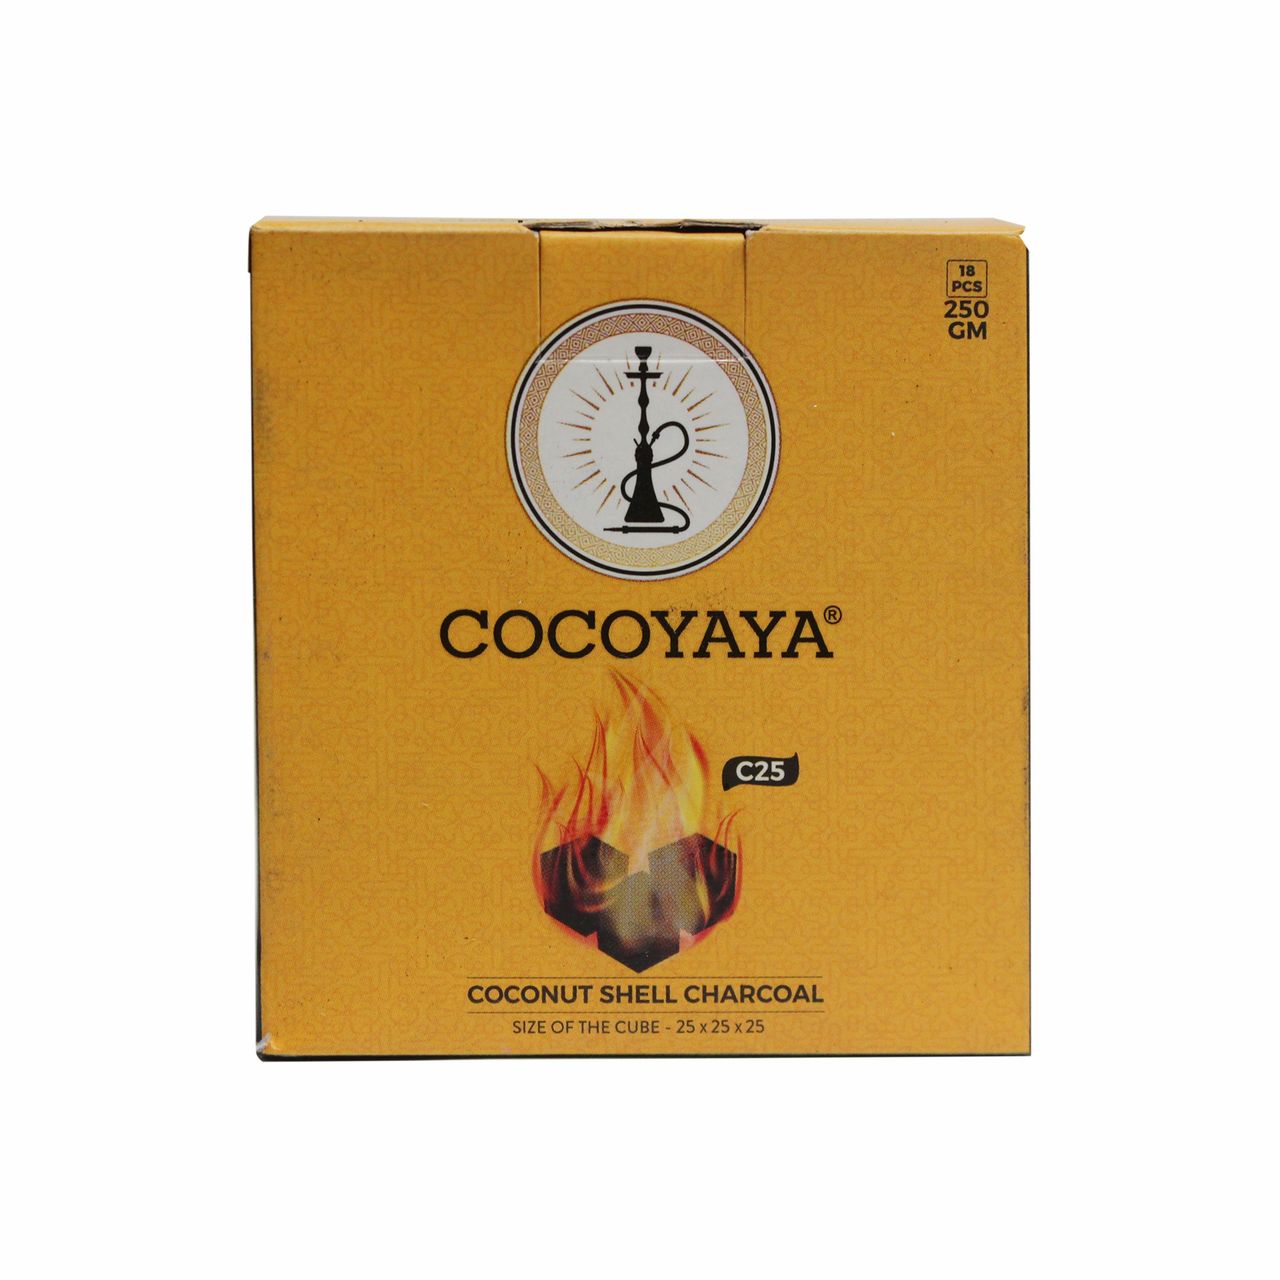 18
PCS
250
GM
COCOYAYA®
C25
COCONUT SHELL CHARCOAL
SIZE OF THE CUBE - 25 x 25 x 25